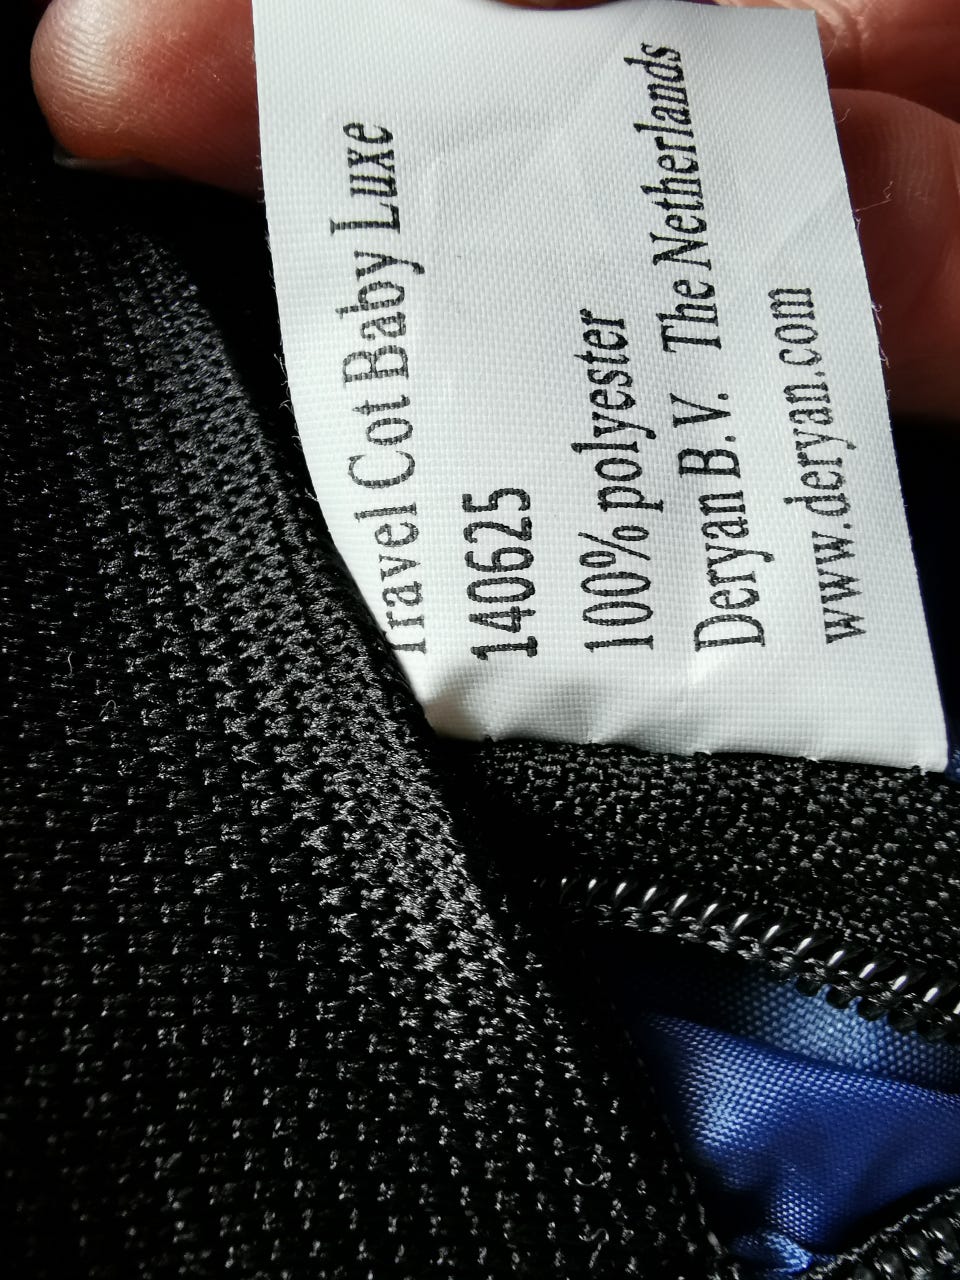 Travel Cot Baby Luxe
140625
100% polyester
Deryan B.V. The Netherlands
www.deryan.com